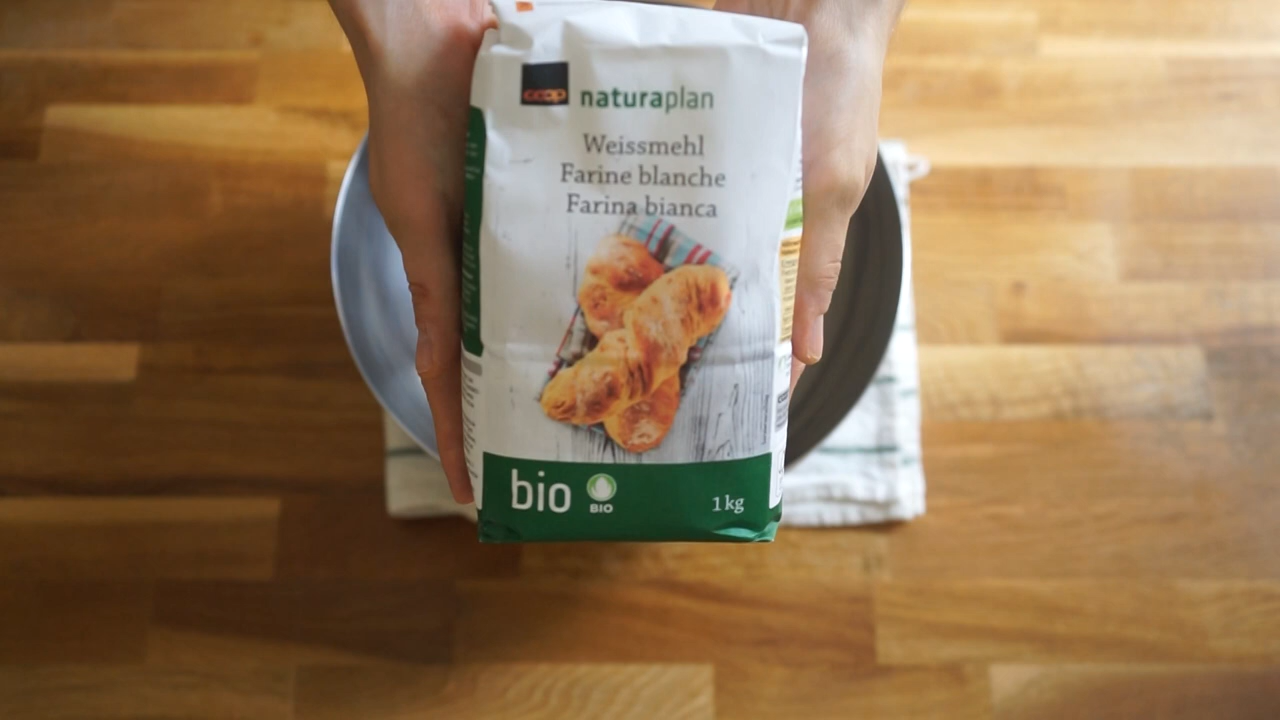 coop
naturaplan
Weissmehl
Farine blanche
Farina bianca
bio
BIO
1 kg